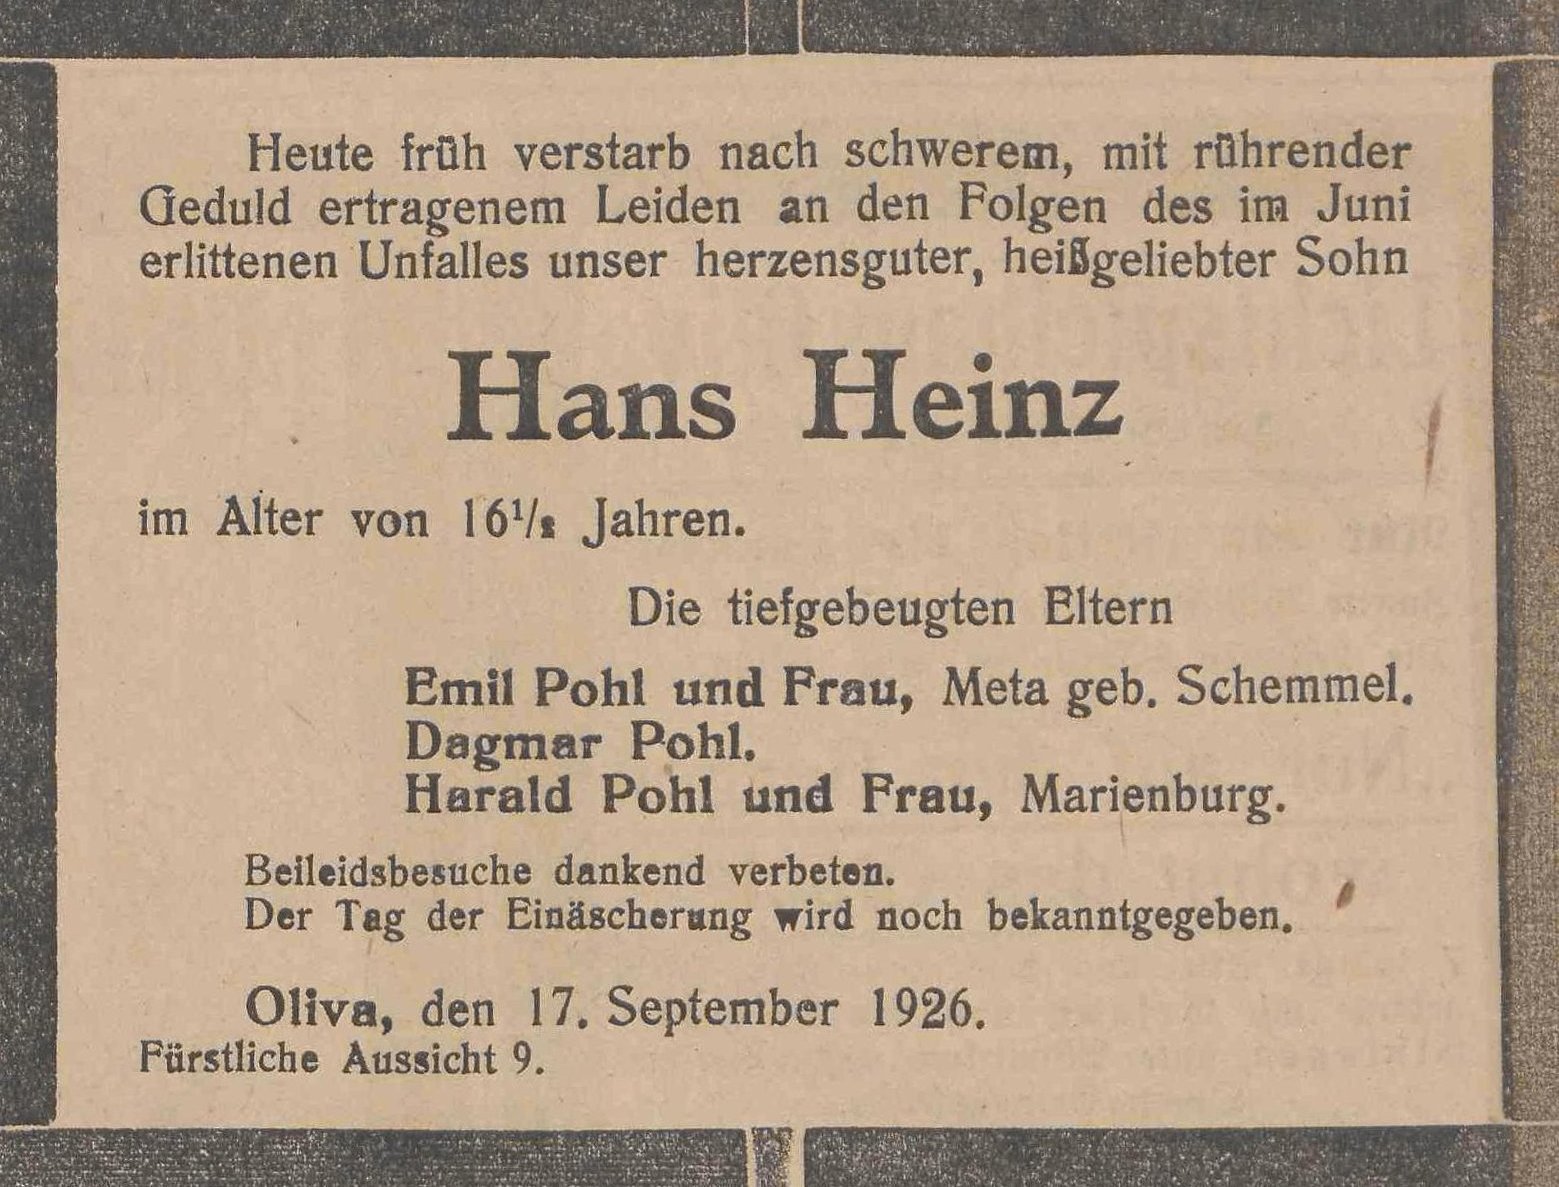 Heute früh verstarb nach schwerem, mit rührender
Geduld ertragenem Leiden an den Folgen des im Juni
erlittenen Unfalles unser herzensguter, heißgeliebter Sohn
Hans Heinz
im Alter von 16¹/₂ Jahren.
Die tiefgebeugten Eltern
Emil Pohl und Frau, Meta geb. Schemmel.
Dagmar Pohl.
Harald Pohl und Frau, Marienburg.
Beileidsbesuche dankend verbeten.
Der Tag der Einäscherung wird noch bekanntgegeben.
Oliva, den 17. September 1926.
Fürstliche Aussicht 9.